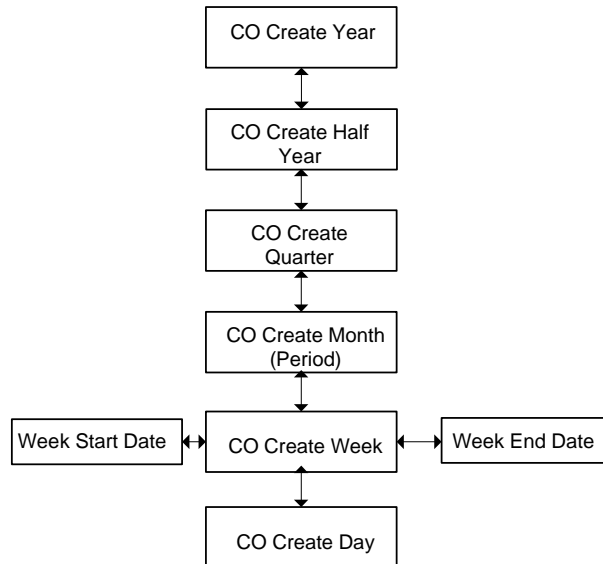 CO Create Year
CO Create Half
Year
CO Create
Quarter
CO Create Month
(Period)
Week Start Date
CO Create Week
Week End Date
CO Create Day